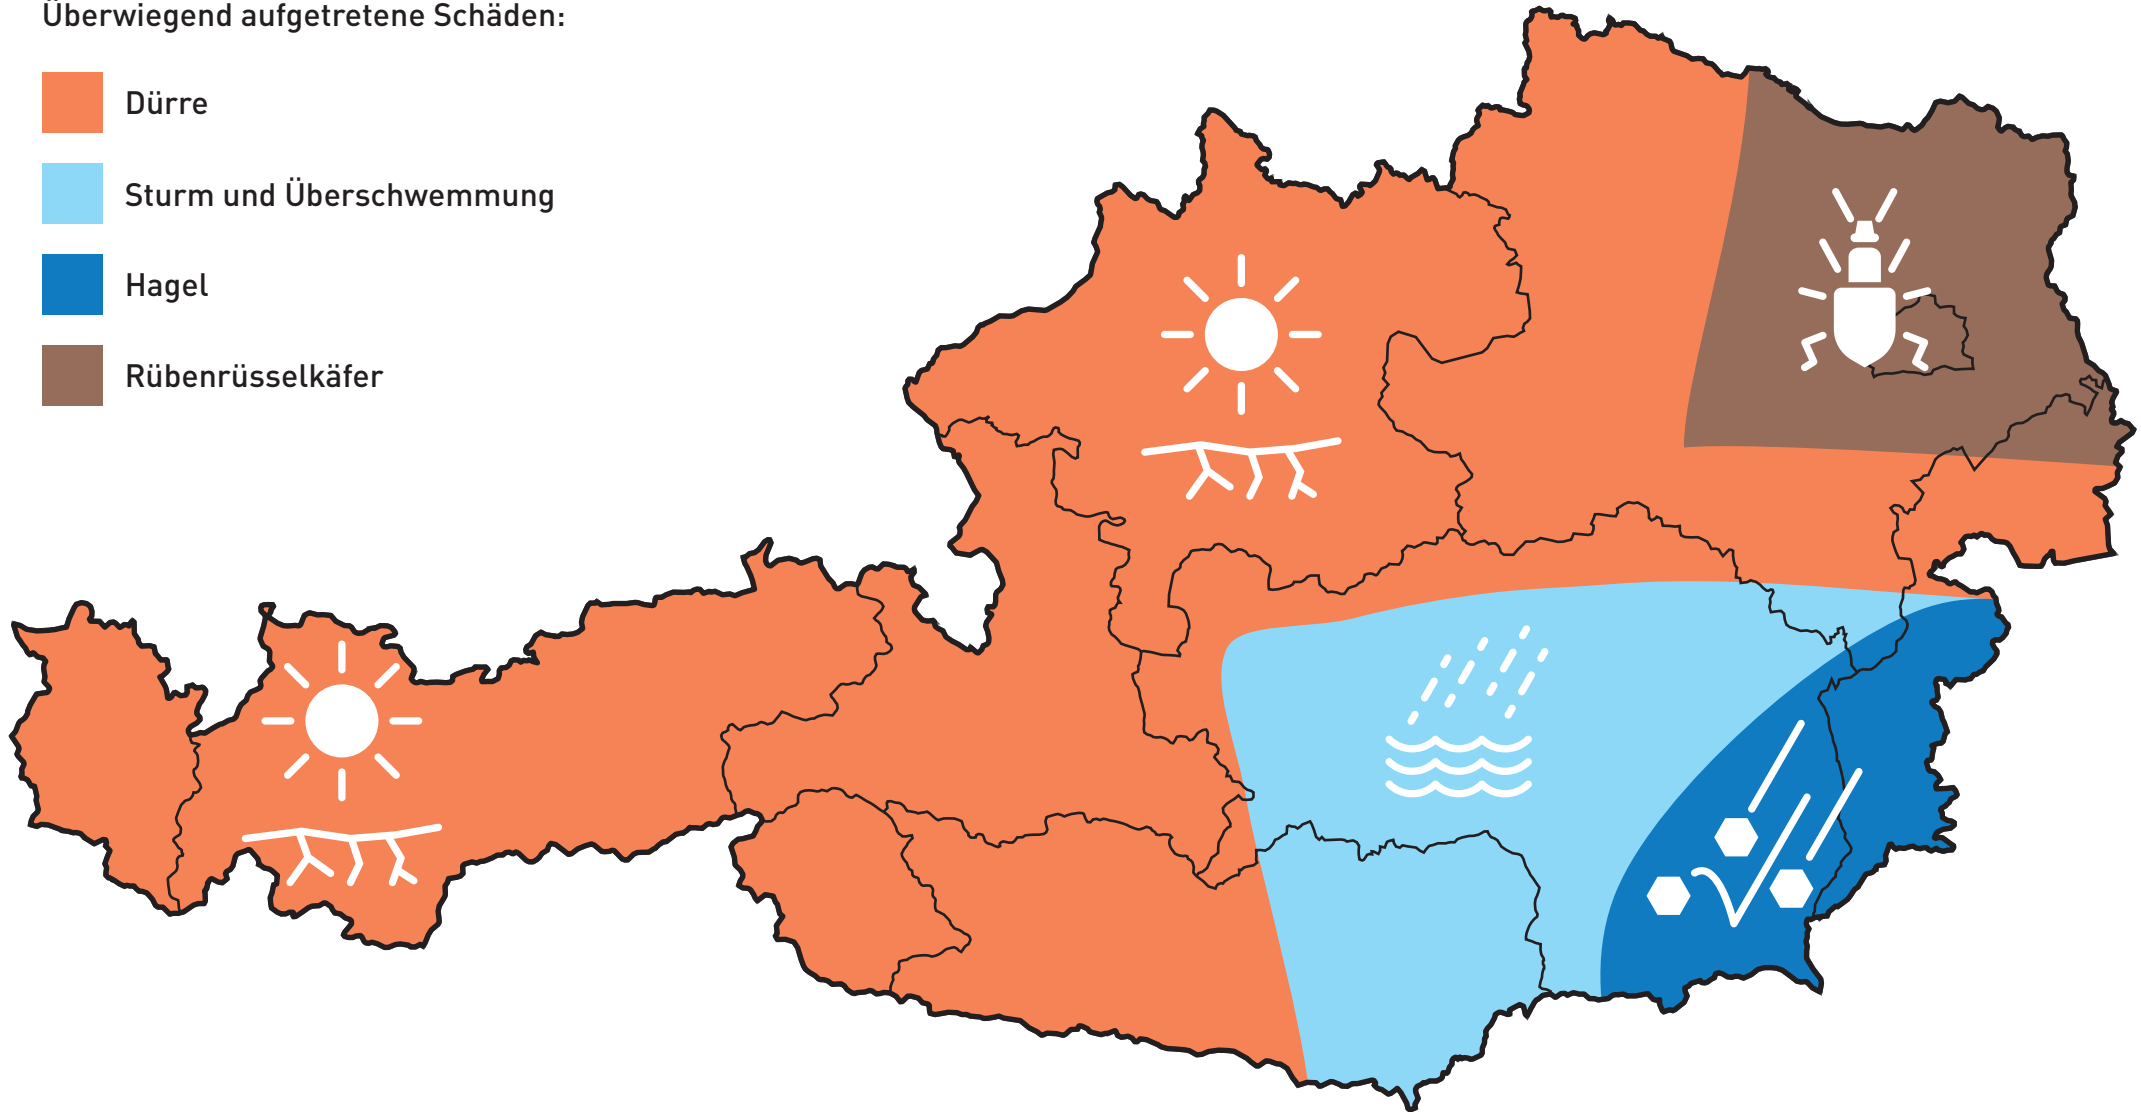 Überwiegend aufgetretene Schäden:
Dürre
Sturm und Überschwemmung
Hagel
Rübenrüsselkäfer